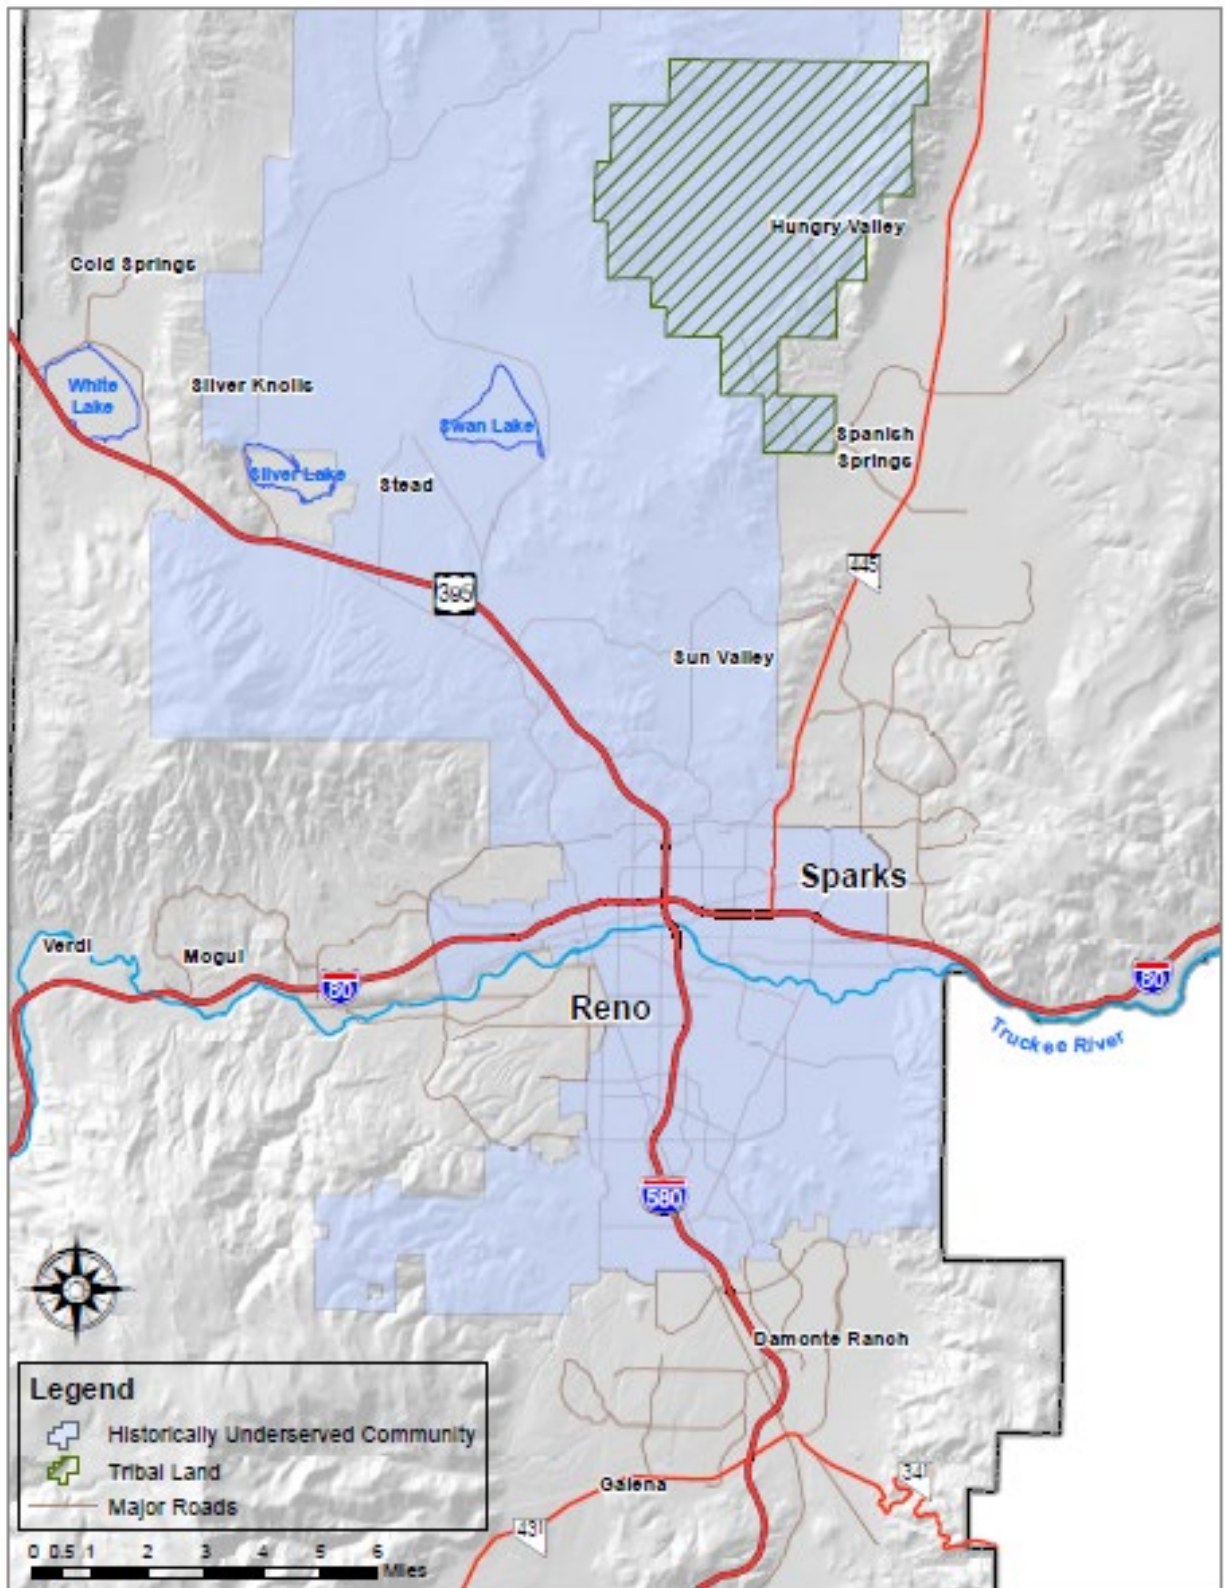 Hungry Valley
Cold Springs
White
Lake
Silver Knolls
Swan Lake
Silver Lake
Stead
Spanish
Springs
445
395
Sun Valley
Sparks
Verdi
Mogul
80
80
Reno
Truckee River
580
Damonte Ranch
Legend
Historically Underserved Community
Tribal Land
Major Roads
Galena
341
431
0 0.5 1 2 3 4 5 6
Miles